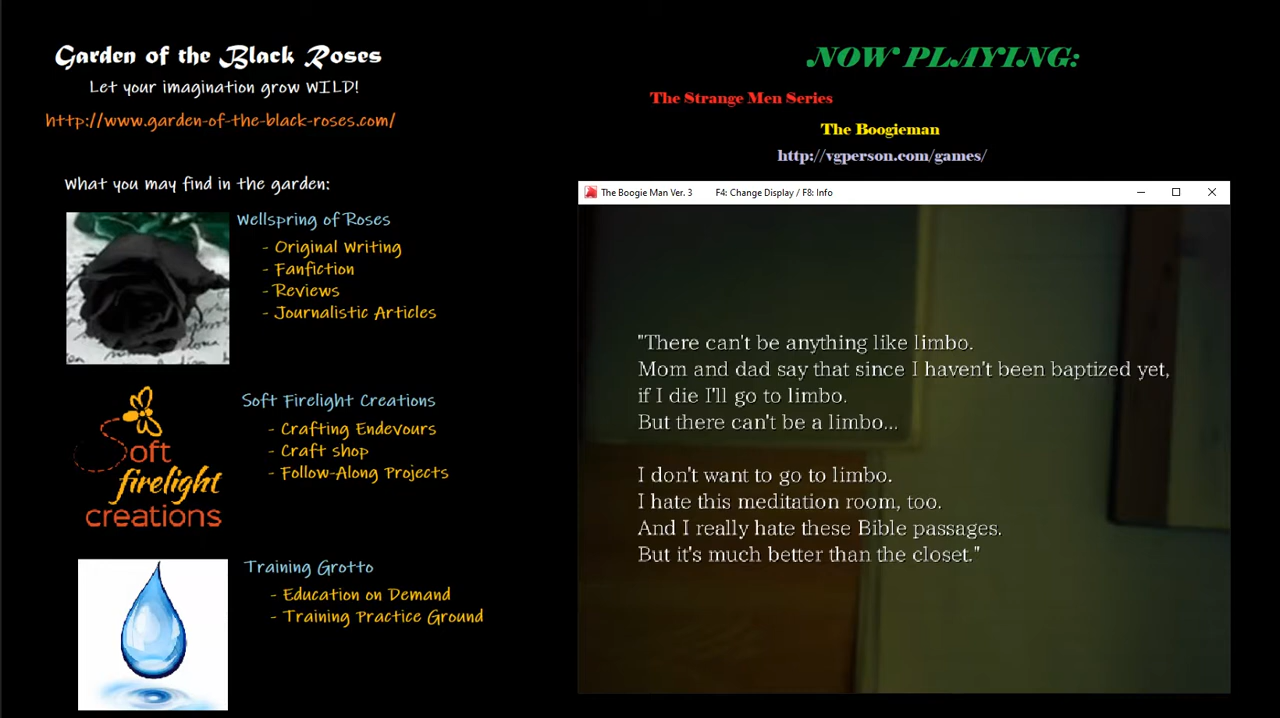 Garden of the Black Roses
Let your imagination grow WILD!
http://www.garden-of-the-black-roses.com/
What you may find in the garden:
Wellspring of Roses
- Original Writing
- Fanfiction
- Reviews
- Journalistic Articles
Soft
firelight
creations
Soft Firelight Creations
- Crafting Endevours
- Craft shop
- Follow-Along Projects
Training Grotto
- Education on Demand
- Training Practice Ground
NOW PLAYING:
The Strange Men Series
The Boogieman
http://vgperson.com/games/
The Boogie Man Ver. 3 F4: Change Display / F8: Info
"There can't be anything like limbo.
Mom and dad say that since I haven't been baptized yet,
if I die I'll go to limbo.
But there can't be a limbo...
I don't want to go to limbo.
I hate this meditation room, too.
And I really hate these Bible passages.
But it's much better than the closet."